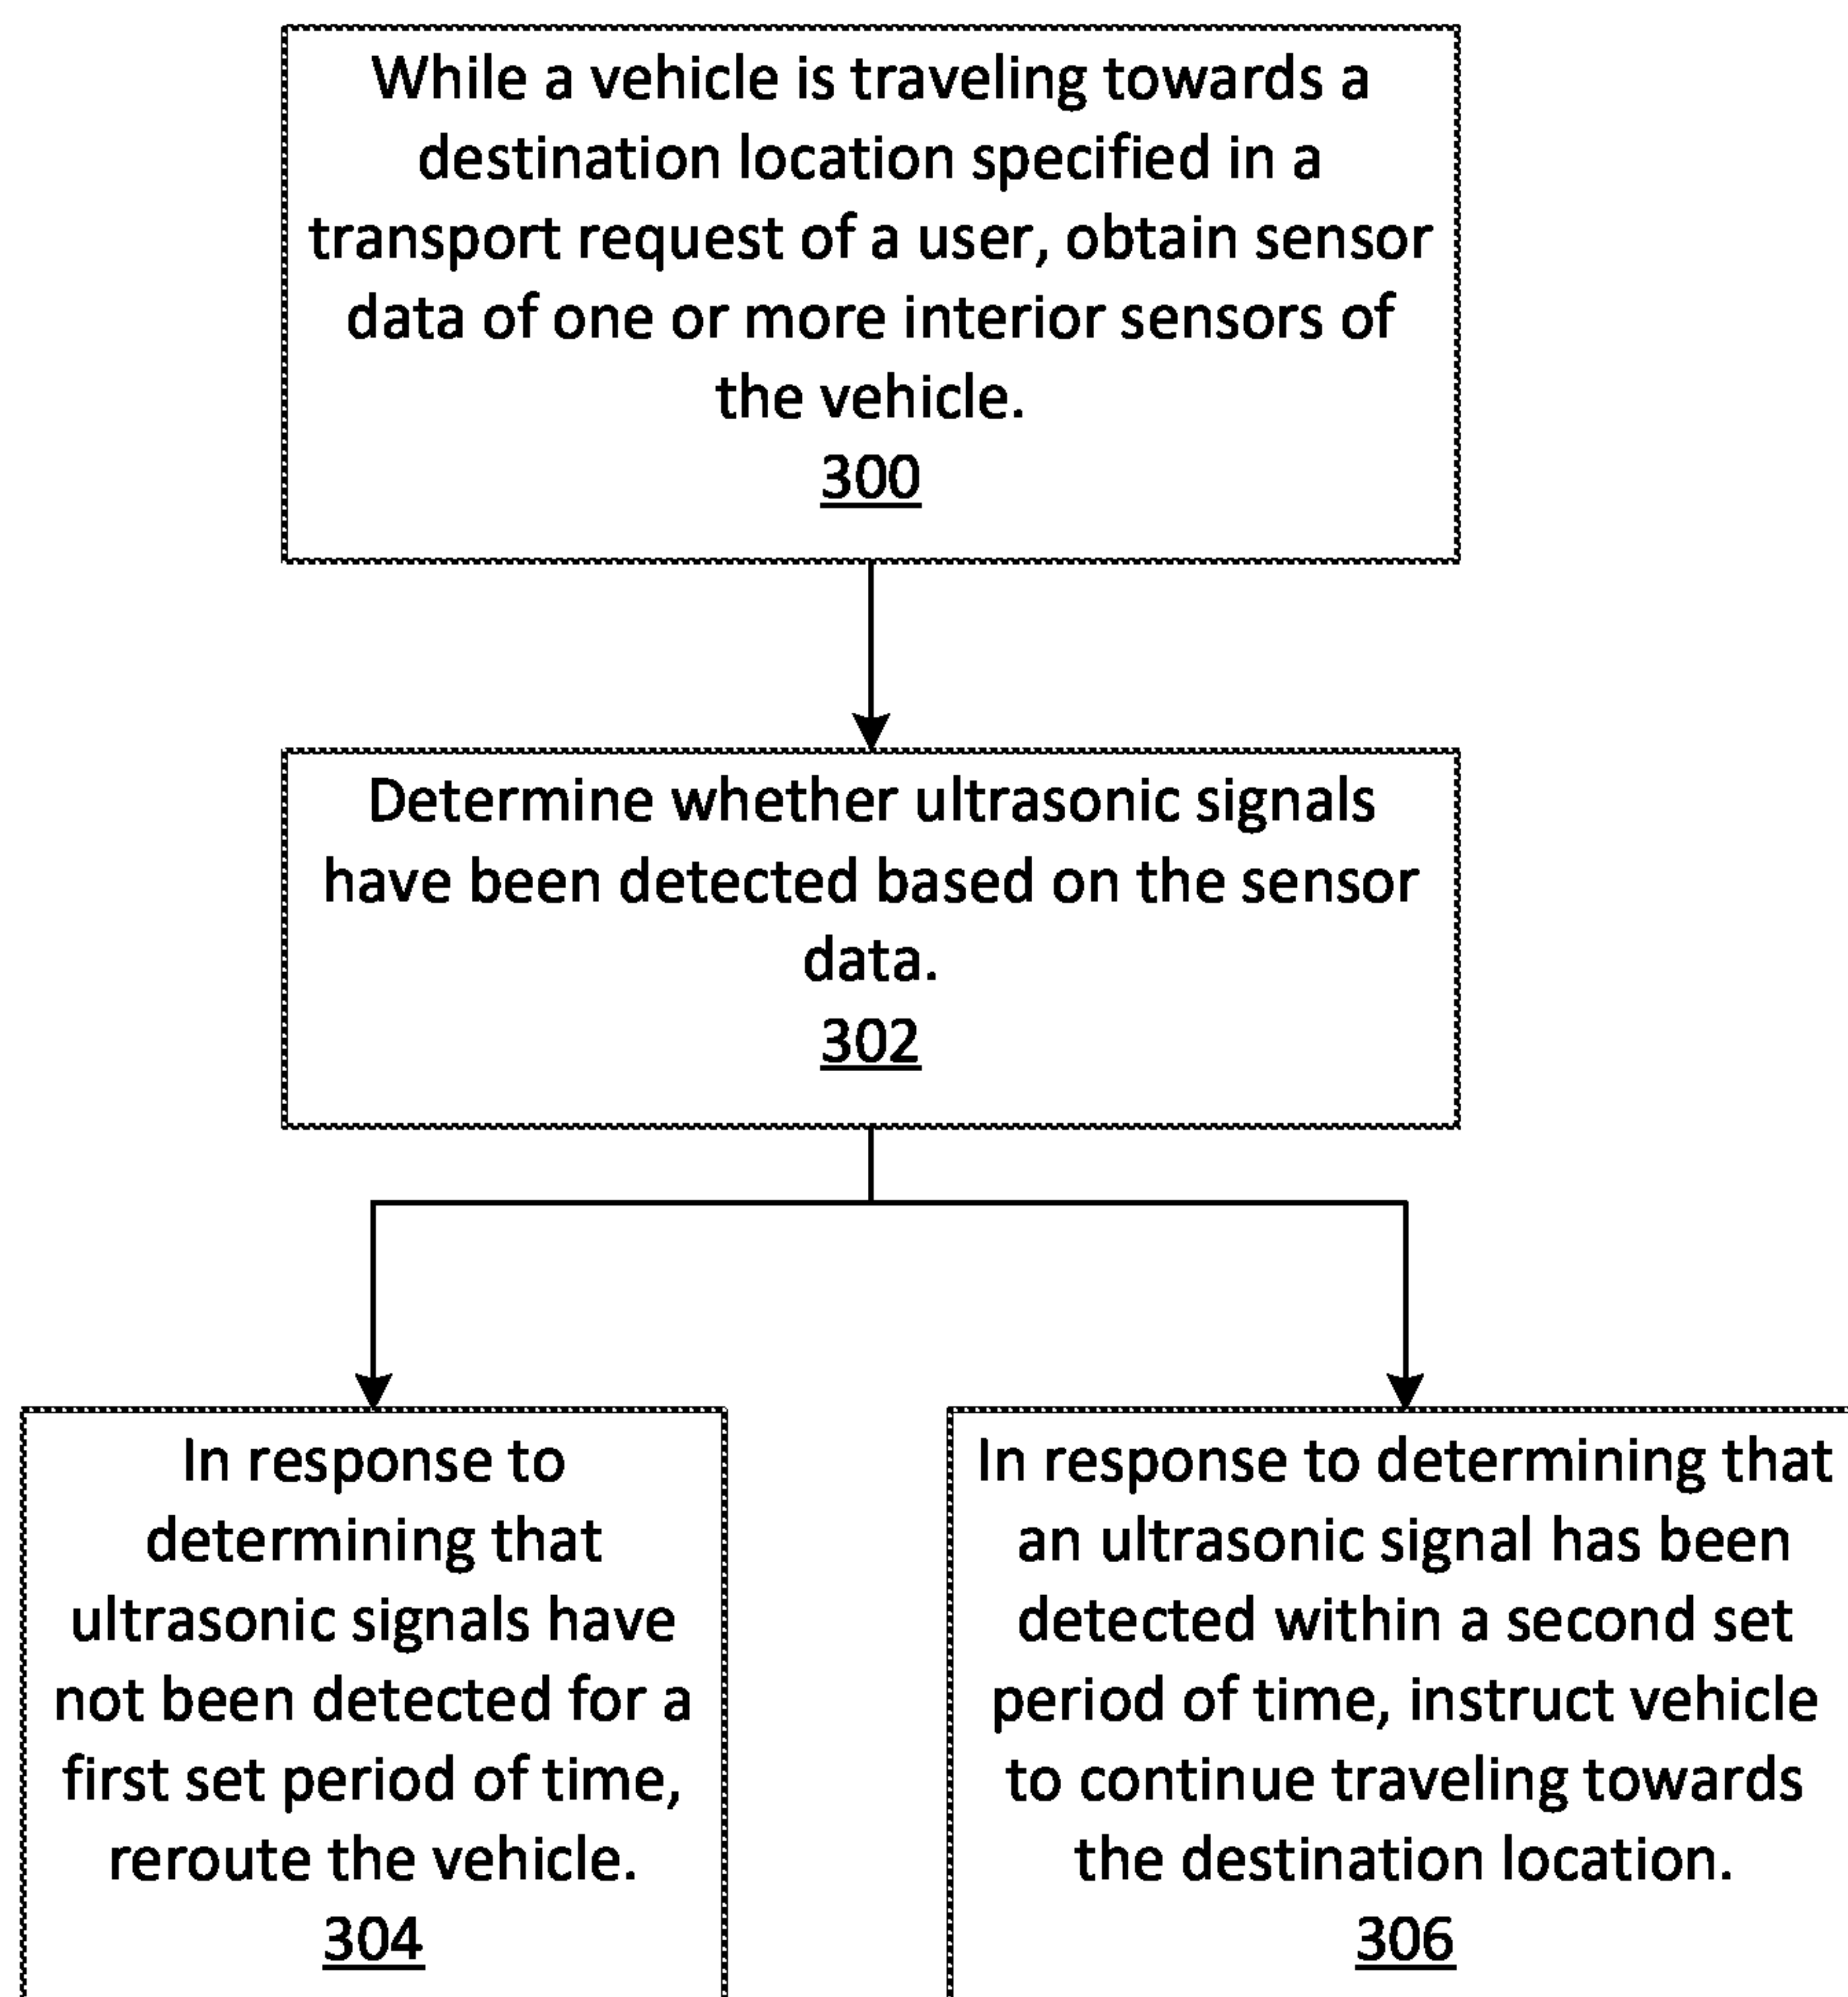 While a vehicle is traveling towards a
destination location specified in a
transport request of a user, obtain sensor
data of one or more interior sensors of
the vehicle.
300
Determine whether ultrasonic signals
have been detected based on the sensor
data.
302
In response to
determining that
ultrasonic signals have
not been detected for a
first set period of time,
reroute the vehicle.
304
In response to determining that
an ultrasonic signal has been
detected within a second set
period of time, instruct vehicle
to continue traveling towards
the destination location.
306